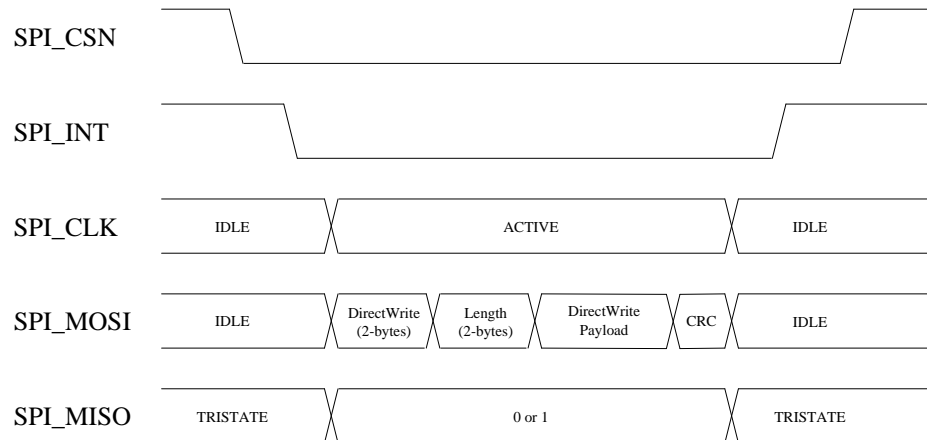 SPI_CSN
SPI_INT
SPI_CLK
IDLE
ACTIVE
IDLE
SPI_MOSI
IDLE
DirectWrite
(2-bytes)
Length
(2-bytes)
DirectWrite
Payload
CRC
IDLE
SPI_MISO
TRISTATE
0 or 1
TRISTATE